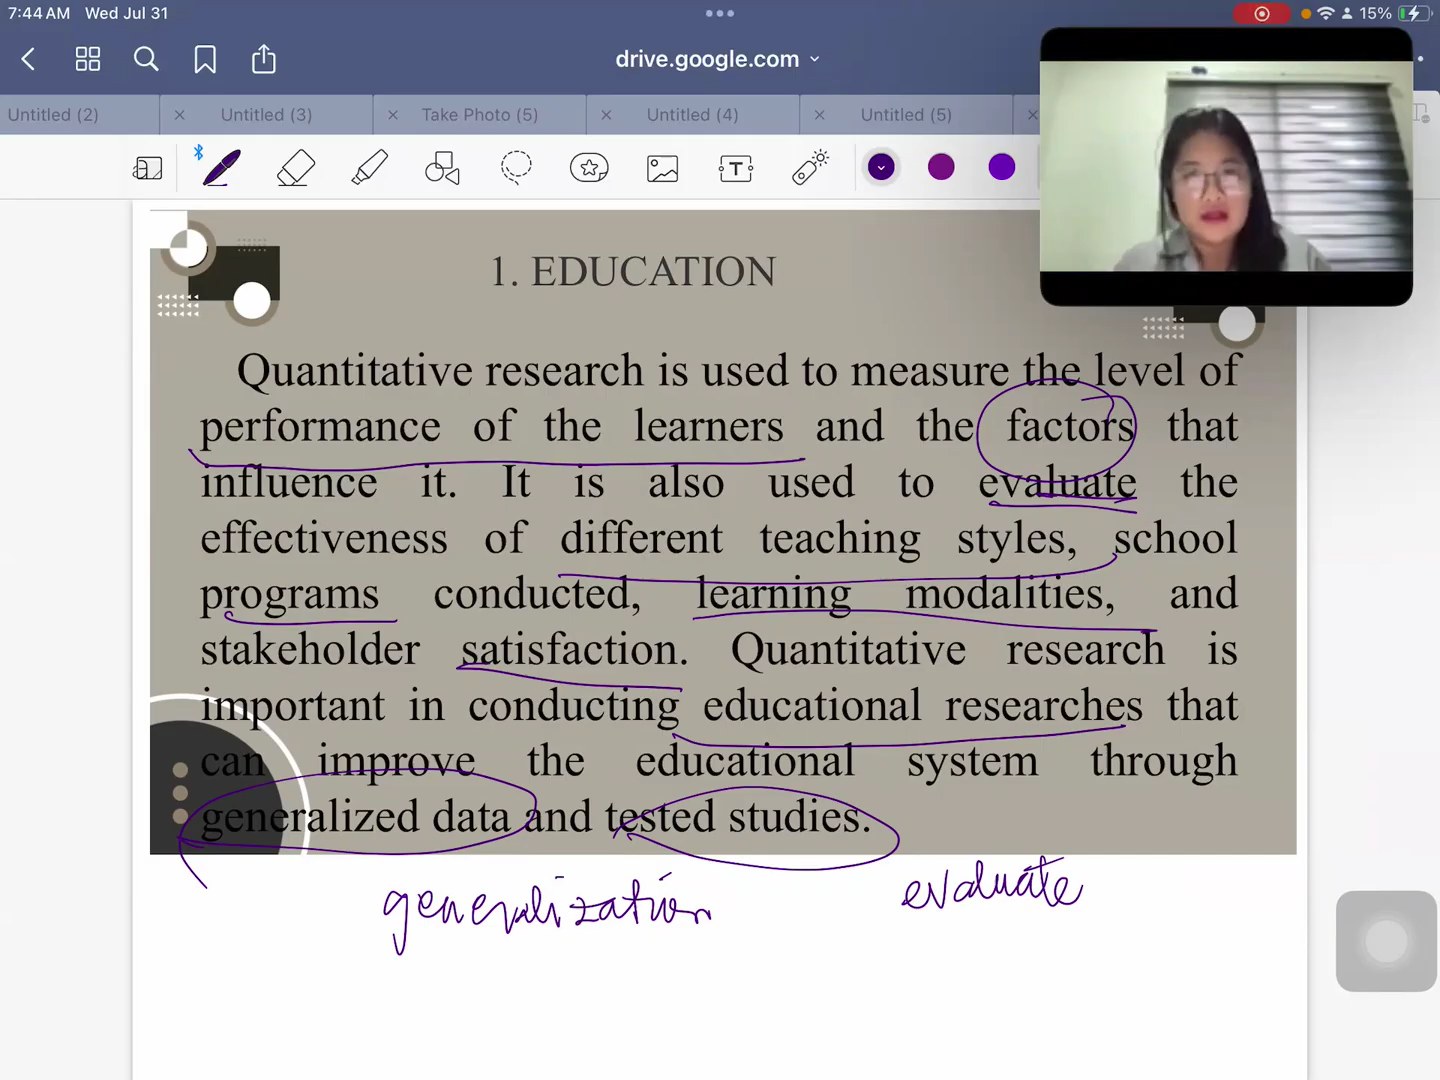 7:44 AM Wed Jul 31
15%
drive.google.com
Untitled (2)
Untitled (3)
Take Photo (5)
Untitled (4)
Untitled (5)
1. EDUCATION
Quantitative research is used to measure the level of
performance of the learners and the factors that
influence it. It is also used to evaluate the
effectiveness of different teaching styles, school
programs conducted, learning modalities, and
stakeholder satisfaction. Quantitative research is
important in conducting educational researches that
can improve the educational system through
generalized data and tested studies.
generalization
evaluate